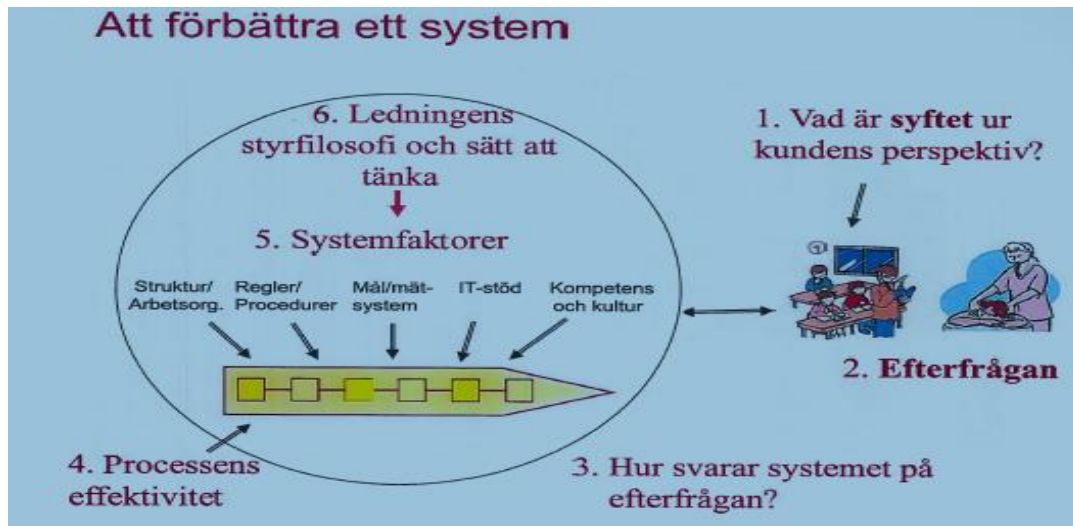 Att förbättra ett system
6. Ledningens
styrfilosofi och sätt att
tänka
5. Systemfaktorer
Struktur/
Arbetsorg.
Regler/
Procedurer
Mål/mät-
system
IT-stöd
Kompetens
och kultur
4. Processens
effektivitet
1. Vad är syftet ur
kundens perspektiv?
2. Efterfrågan
3. Hur svarar systemet på
efterfrågan?